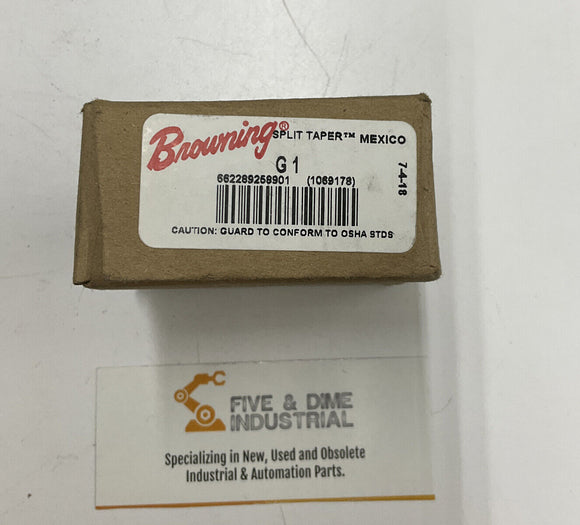 Browning® SPLIT TAPER™ MEXICO
G 1
7-4-18
662289259901 (1069178)
CAUTION: GUARD TO CONFORM TO OSHA STDS
FIVE & DIME
INDUSTRIAL
Specializing in New, Used and Obsolete
Industrial & Automation Parts.